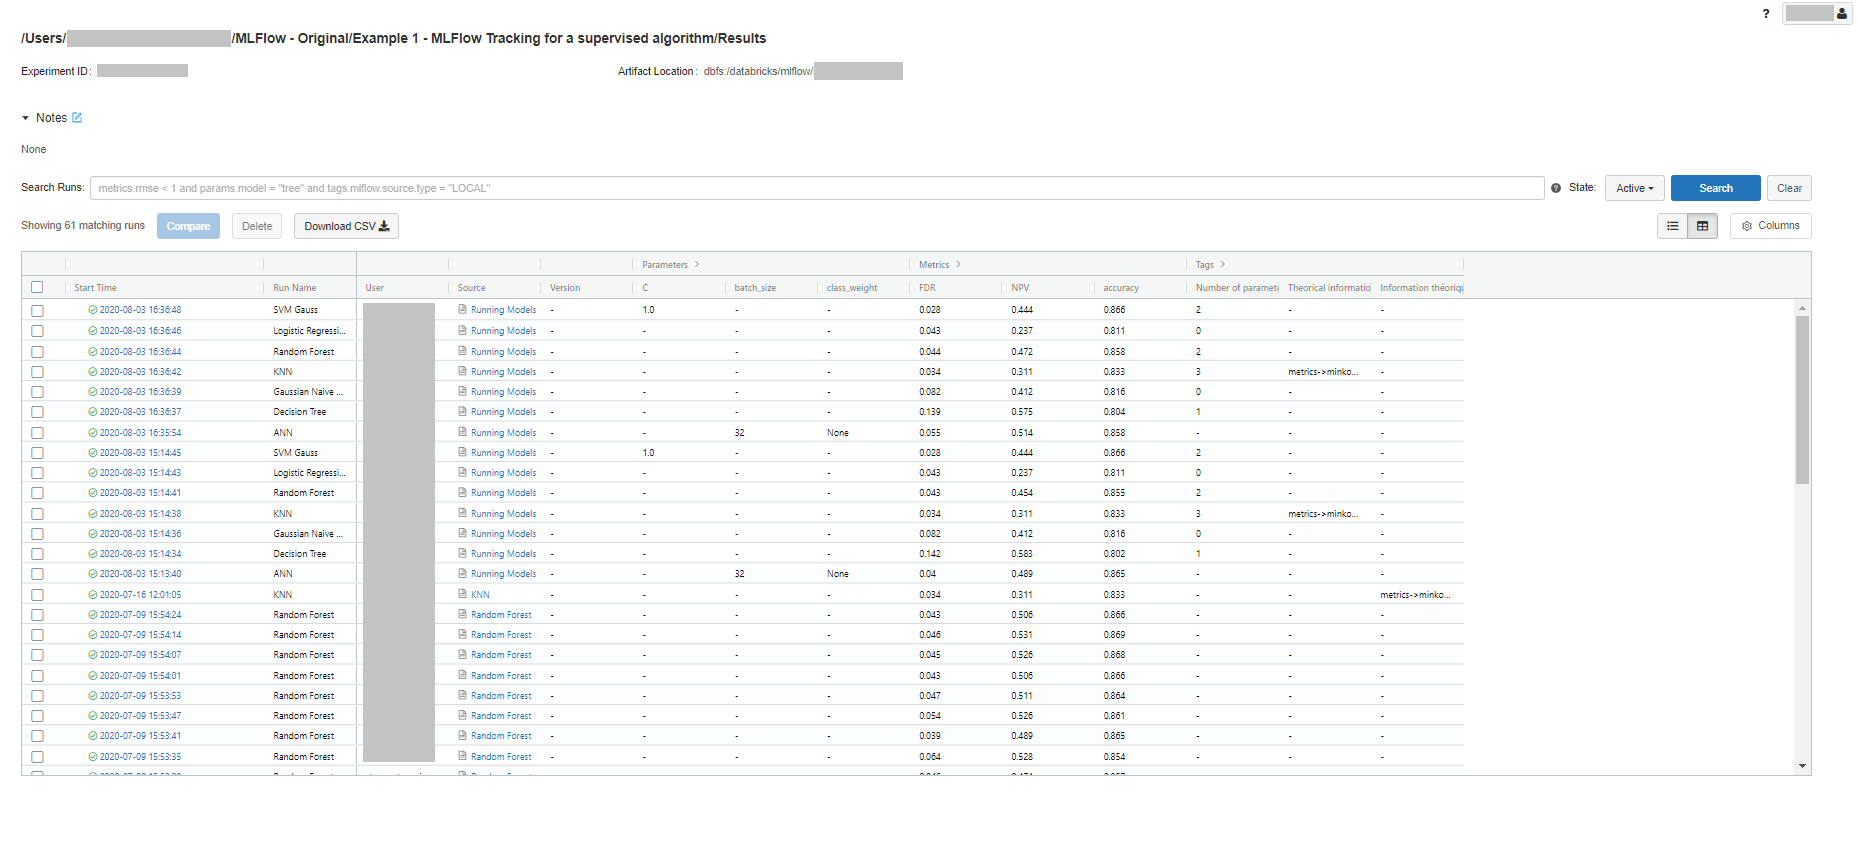 ?
/Users/ /MLFlow - Original/Example 1 - MLFlow Tracking for a supervised algorithm/Results
Experiment ID: Artifact Location: dbfs:/databricks/mlflow/
Notes
None
Search Runs: metrics.rmse < 1 and params.model = "tree" and tags.mlflow.source.type = "LOCAL" ? State: Active Search Clear
Showing 61 matching runs Compare Delete Download CSV Columns
Parameters > Metrics > Tags >
Start Time Run Name User Source Version C batch_size class_weight FDR NPV accuracy Number of paramet Theorical informatio Information théoriq
2020-08-03 16:36:48 SVM Gauss Running Models - 1.0 - - 0.028 0.444 0.866 2 - -
2020-08-03 16:36:46 Logistic Regressi... Running Models - - - - 0.043 0.237 0.811 0 - -
2020-08-03 16:36:44 Random Forest Running Models - - - - 0.044 0.472 0.858 2 - -
2020-08-03 16:36:42 KNN Running Models - - - - 0.034 0.311 0.833 3 metrics->minko... -
2020-08-03 16:36:39 Gaussian Naive ... Running Models - - - - 0.082 0.412 0.816 0 - -
2020-08-03 16:36:37 Decision Tree Running Models - - - - 0.139 0.575 0.804 1 - -
2020-08-03 16:35:54 ANN Running Models - - 32 None 0.055 0.514 0.858 - - -
2020-08-03 15:14:45 SVM Gauss Running Models - 1.0 - - 0.028 0.444 0.866 2 - -
2020-08-03 15:14:43 Logistic Regressi... Running Models - - - - 0.043 0.237 0.811 0 - -
2020-08-03 15:14:41 Random Forest Running Models - - - - 0.043 0.454 0.855 2 - -
2020-08-03 15:14:38 KNN Running Models - - - - 0.034 0.311 0.833 3 metrics->minko... -
2020-08-03 15:14:36 Gaussian Naive ... Running Models - - - - 0.082 0.412 0.816 0 - -
2020-08-03 15:14:34 Decision Tree Running Models - - - - 0.142 0.583 0.802 1 - -
2020-08-03 15:13:40 ANN Running Models - - 32 None 0.04 0.489 0.865 - - -
2020-07-16 12:01:05 KNN KNN - - - - 0.034 0.311 0.833 - - metrics->minko...
2020-07-09 15:54:24 Random Forest Random Forest - - - - 0.043 0.506 0.866 - - -
2020-07-09 15:54:14 Random Forest Random Forest - - - - 0.046 0.531 0.869 - - -
2020-07-09 15:54:07 Random Forest Random Forest - - - - 0.045 0.526 0.868 - - -
2020-07-09 15:54:01 Random Forest Random Forest - - - - 0.043 0.506 0.866 - - -
2020-07-09 15:53:53 Random Forest Random Forest - - - - 0.047 0.511 0.864 - - -
2020-07-09 15:53:47 Random Forest Random Forest - - - - 0.054 0.526 0.861 - - -
2020-07-09 15:53:41 Random Forest Random Forest - - - - 0.039 0.489 0.865 - - -
2020-07-09 15:53:35 Random Forest Random Forest - - - - 0.064 0.528 0.854 - - -